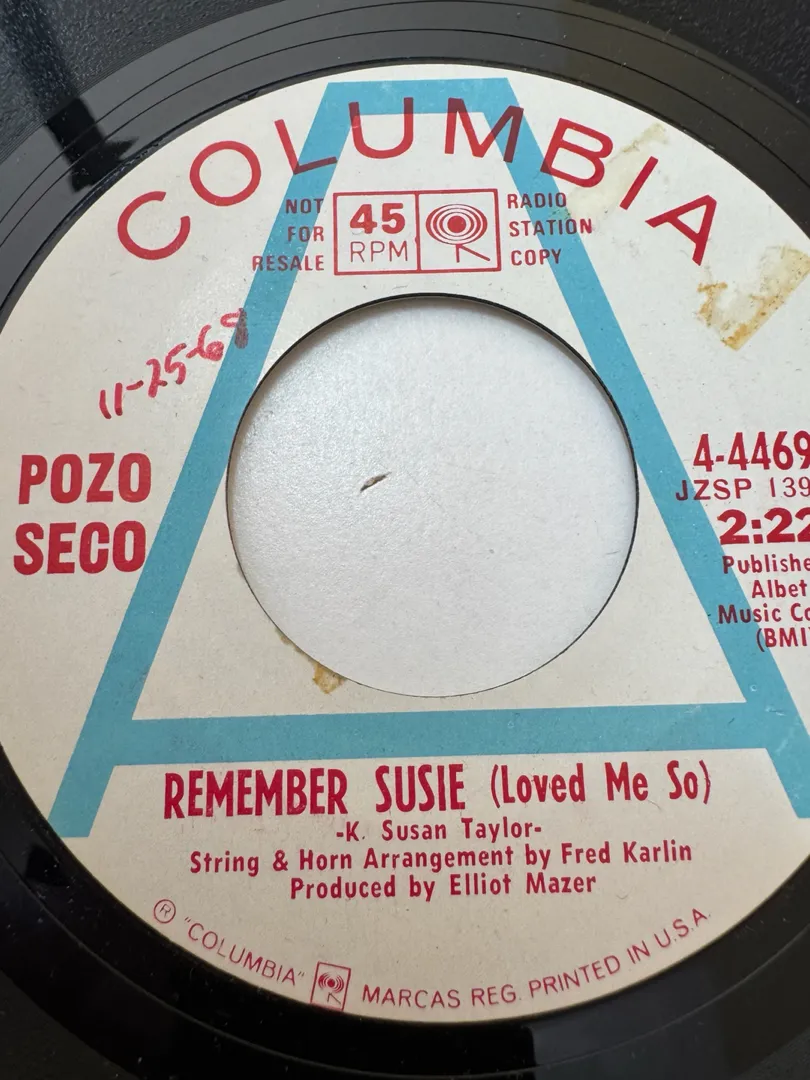 COLUMBIA
NOT
FOR
RESALE
45
RPM
RADIO
STATION
COPY
11-25-69
POZO
SECO
4-4469
JZSP 139
2:22
Publishe
Albet
Music Co
(BMI)
REMEMBER SUSIE (Loved Me So)
-K. Susan Taylor-
String & Horn Arrangement by Fred Karlin
Produced by Elliot Mazer
Ⓡ "COLUMBIA" MARCAS REG. PRINTED IN U.S.A.